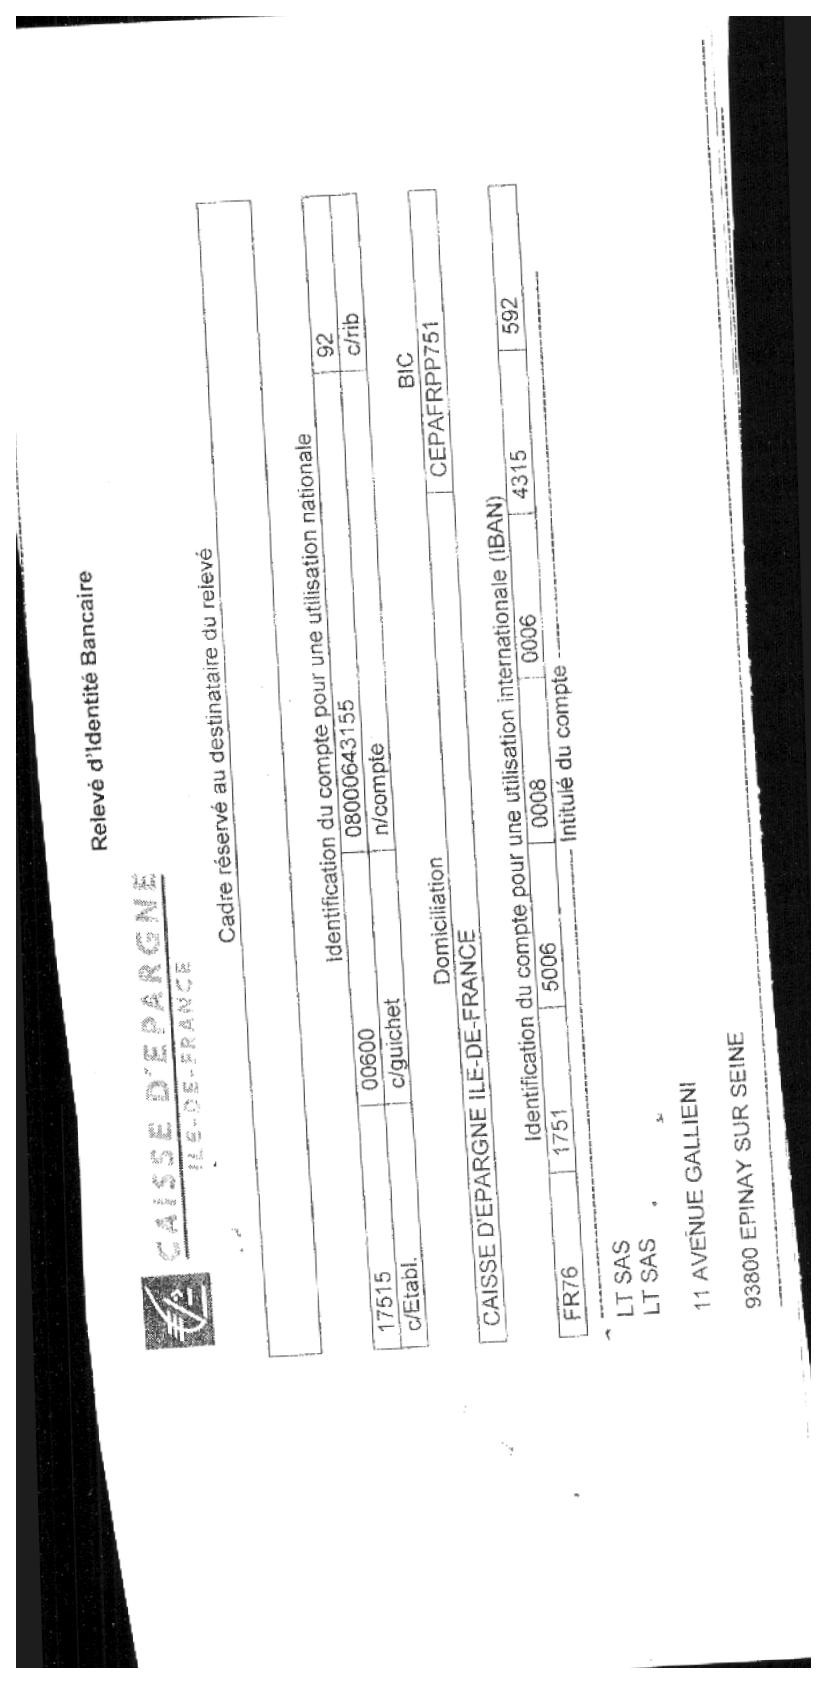 CAISSE D'EPARGNE
ILE-DE-FRANCE
Relevé d'Identité Bancaire
Cadre réservé au destinataire du relevé
Identification du compte pour une utilisation nationale
17515 00600 08000643155 92
c/Etabl. c/guichet n/compte c/rib
Domiciliation BIC
CAISSE D'EPARGNE ILE-DE-FRANCE CEPAFRPP751
Identification du compte pour une utilisation internationale (IBAN)
FR76 1751 5006 0008 0006 4315 592
Intitulé du compte
LT SAS
LT SAS
11 AVENUE GALLIENI
93800 EPINAY SUR SEINE